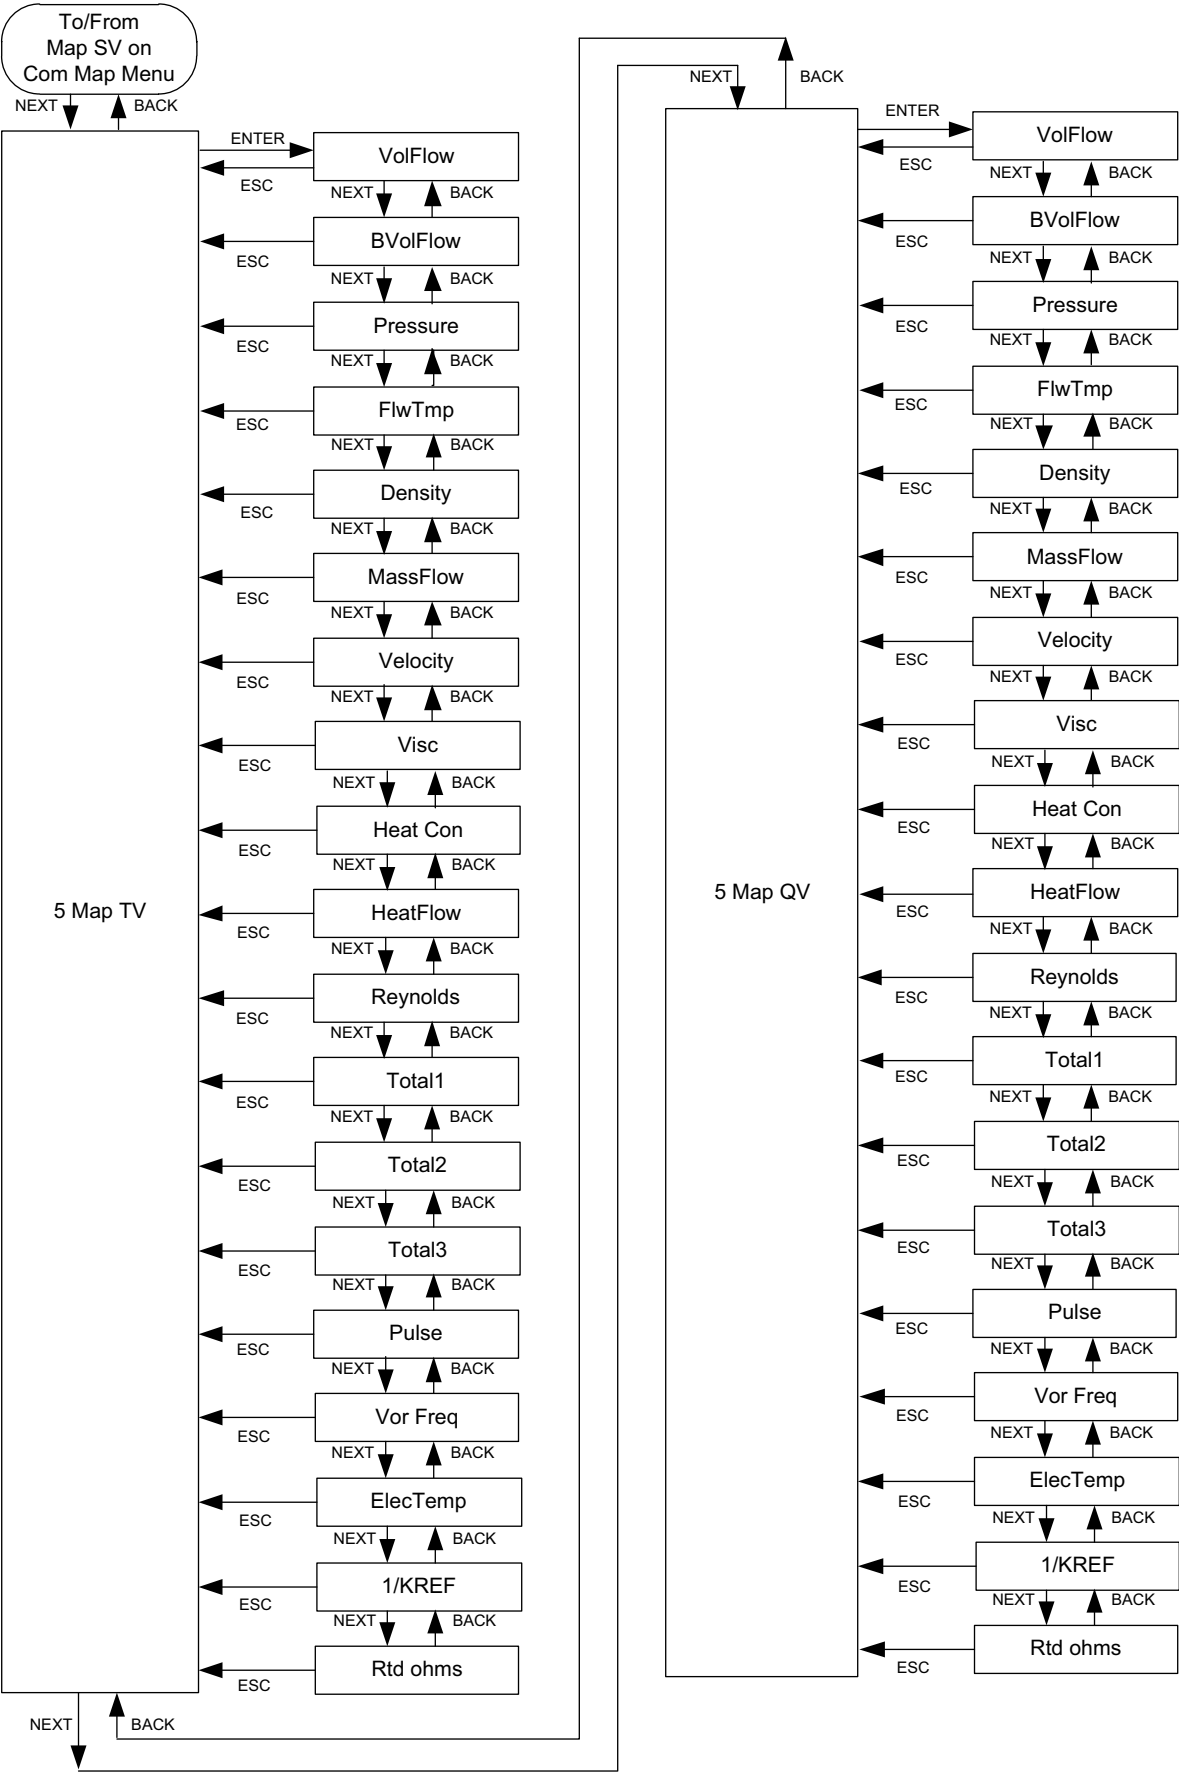 To/From
Map SV on
Com Map Menu
NEXT
BACK
5 Map TV
ENTER
ESC
VolFlow
NEXT
BACK
ESC
BVolFlow
NEXT
BACK
ESC
Pressure
NEXT
BACK
ESC
FlwTmp
NEXT
BACK
ESC
Density
NEXT
BACK
ESC
MassFlow
NEXT
BACK
ESC
Velocity
NEXT
BACK
ESC
Visc
NEXT
BACK
ESC
Heat Con
NEXT
BACK
ESC
HeatFlow
NEXT
BACK
ESC
Reynolds
NEXT
BACK
ESC
Total1
NEXT
BACK
ESC
Total2
NEXT
BACK
ESC
Total3
NEXT
BACK
ESC
Pulse
NEXT
BACK
ESC
Vor Freq
NEXT
BACK
ESC
ElecTemp
NEXT
BACK
ESC
1/KREF
NEXT
BACK
ESC
Rtd ohms
NEXT
BACK
NEXT
BACK
5 Map QV
ENTER
ESC
VolFlow
NEXT
BACK
ESC
BVolFlow
NEXT
BACK
ESC
Pressure
NEXT
BACK
ESC
FlwTmp
NEXT
BACK
ESC
Density
NEXT
BACK
ESC
MassFlow
NEXT
BACK
ESC
Velocity
NEXT
BACK
ESC
Visc
NEXT
BACK
ESC
Heat Con
NEXT
BACK
ESC
HeatFlow
NEXT
BACK
ESC
Reynolds
NEXT
BACK
ESC
Total1
NEXT
BACK
ESC
Total2
NEXT
BACK
ESC
Total3
NEXT
BACK
ESC
Pulse
NEXT
BACK
ESC
Vor Freq
NEXT
BACK
ESC
ElecTemp
NEXT
BACK
ESC
1/KREF
NEXT
BACK
ESC
Rtd ohms